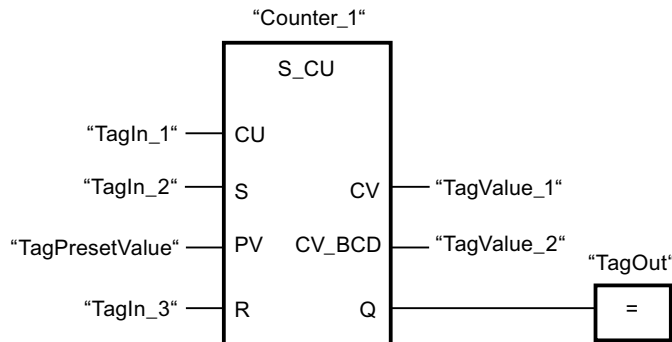 “Counter_1“
S_CU
“TagIn_1“ CU
“TagIn_2“ S CV “TagValue_1“
“TagPresetValue“ PV CV_BCD “TagValue_2“
“TagOut“
“TagIn_3“ R Q =